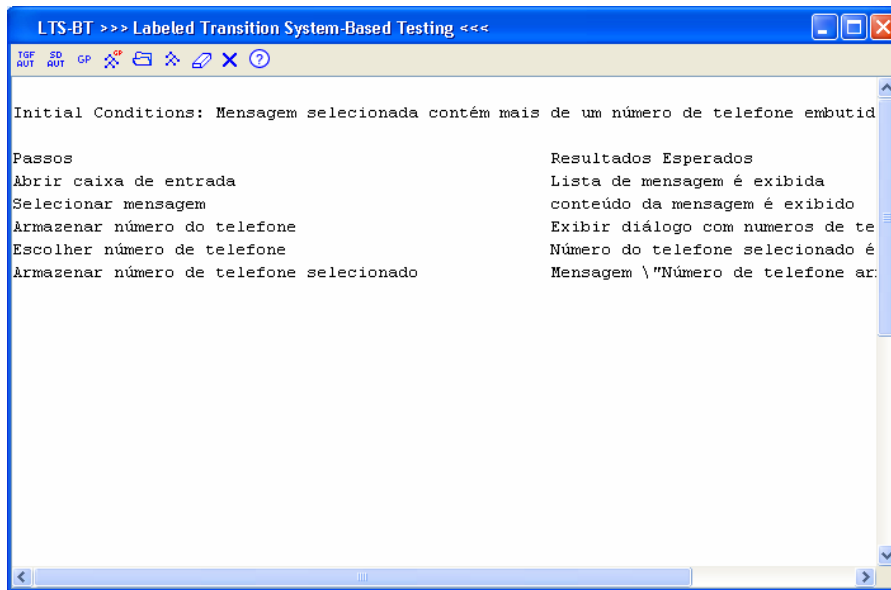 LTS-BT >>> Labeled Transition System-Based Testing <<<
TGF AUT SD AUT GP GP
Initial Conditions: Mensagem selecionada contém mais de um número de telefone embutid
Passos Resultados Esperados
Abrir caixa de entrada Lista de mensagem é exibida
Selecionar mensagem conteúdo da mensagem é exibido
Armazenar número do telefone Exibir diálogo com numeros de te
Escolher número de telefone Número do telefone selecionado é
Armazenar número de telefone selecionado Mensagem \"Número de telefone ar